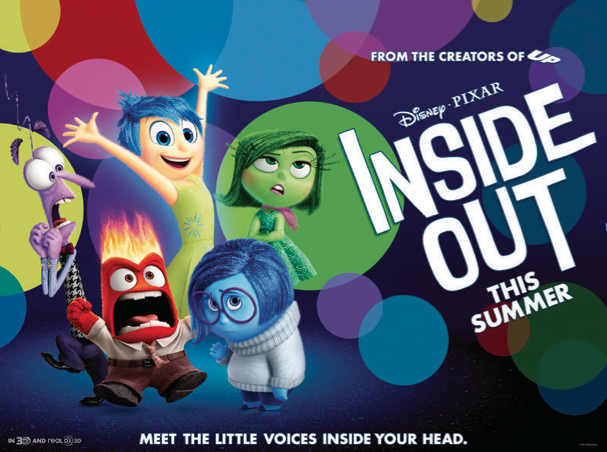 FROM THE CREATORS OF UP
Disney · PIXAR
INSIDE
OUT
THIS
SUMMER
IN 3D AND REAL D 3D
MEET THE LITTLE VOICES INSIDE YOUR HEAD.